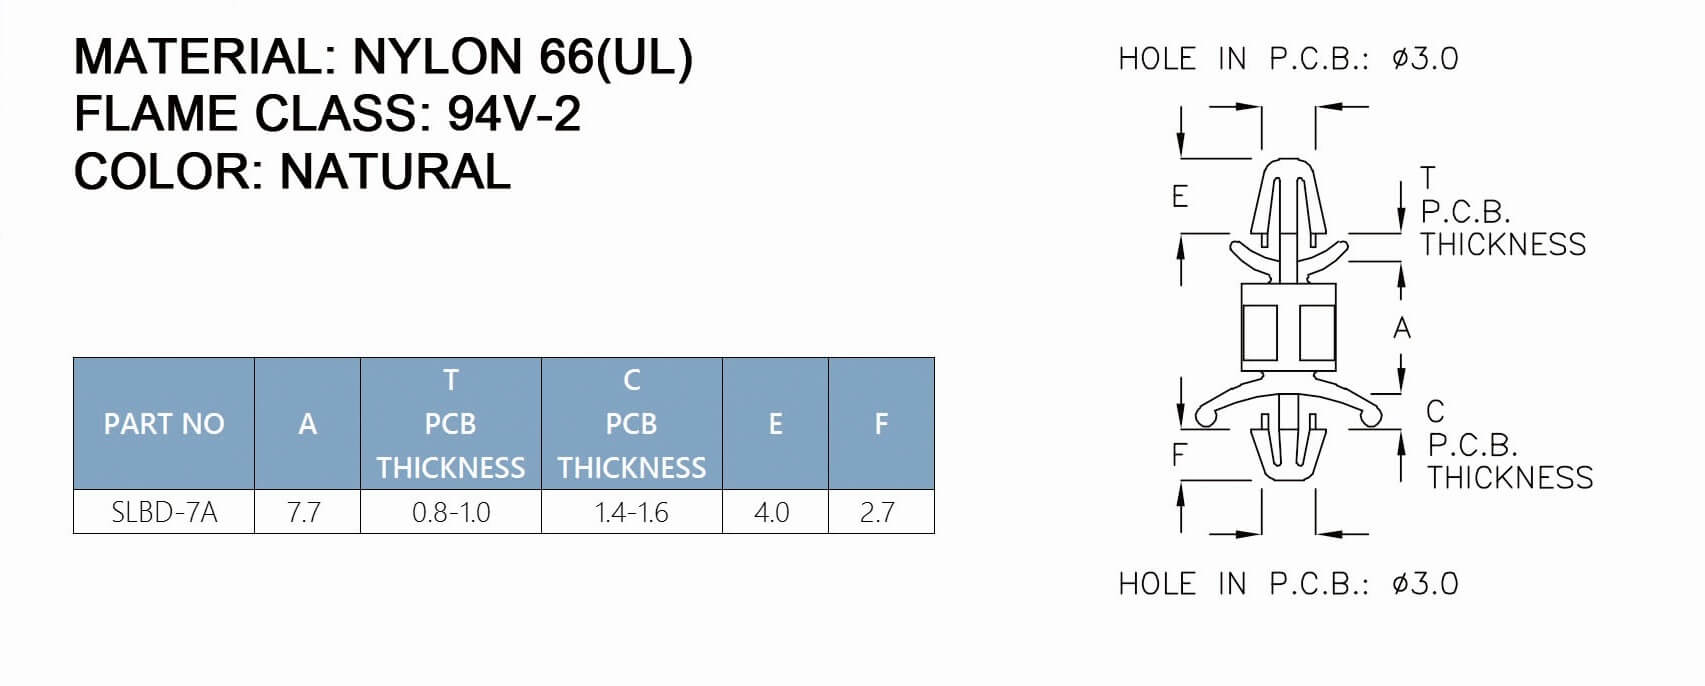 MATERIAL: NYLON 66(UL)
FLAME CLASS: 94V-2
COLOR: NATURAL
PART NO
A
T
PCB
THICKNESS
C
PCB
THICKNESS
E
F
SLBD-7A
7.7
0.8-1.0
1.4-1.6
4.0
2.7
HOLE IN P.C.B.: ø3.0
E
T
P.C.B.
THICKNESS
A
F
C
P.C.B.
THICKNESS
HOLE IN P.C.B.: ø3.0